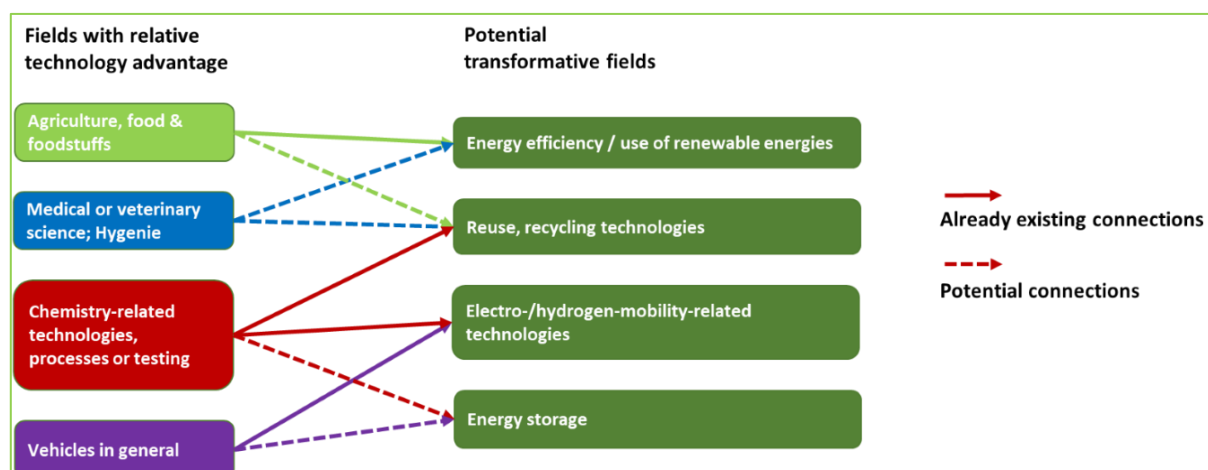 Fields with relative
technology advantage
Potential
transformative fields
Agriculture, food &
foodstuffs
Energy efficiency / use of renewable energies
Medical or veterinary
science; Hygenie
Reuse, recycling technologies
Already existing connections
Potential connections
Chemistry-related
technologies,
processes or testing
Electro-/hydrogen-mobility-related
technologies
Energy storage
Vehicles in general